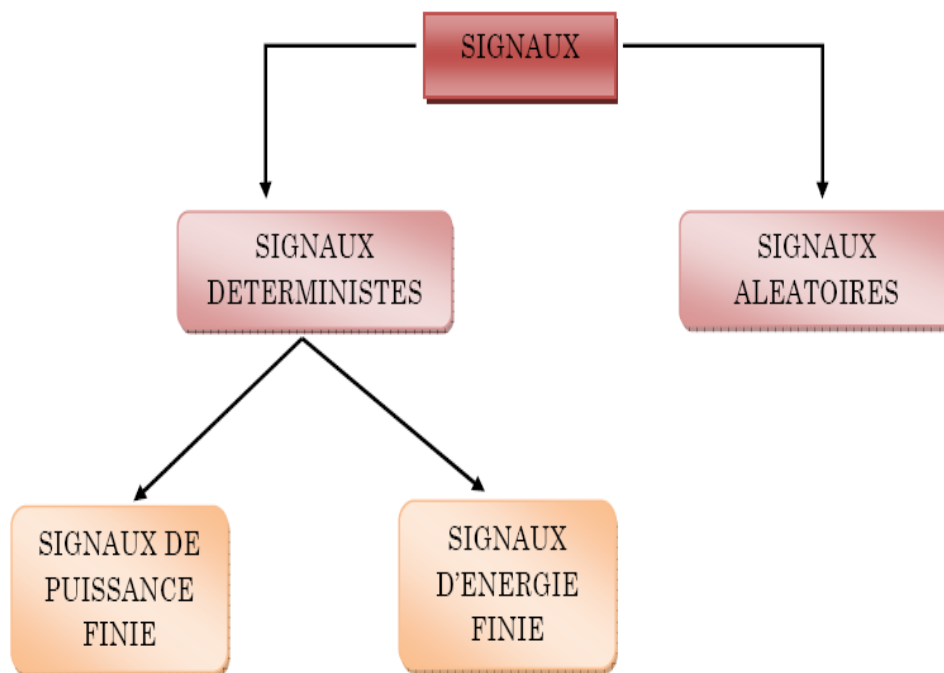 SIGNAUX
SIGNAUX
DETERMINISTES
SIGNAUX
ALEATOIRES
SIGNAUX DE
PUISSANCE
FINIE
SIGNAUX
D'ENERGIE
FINIE